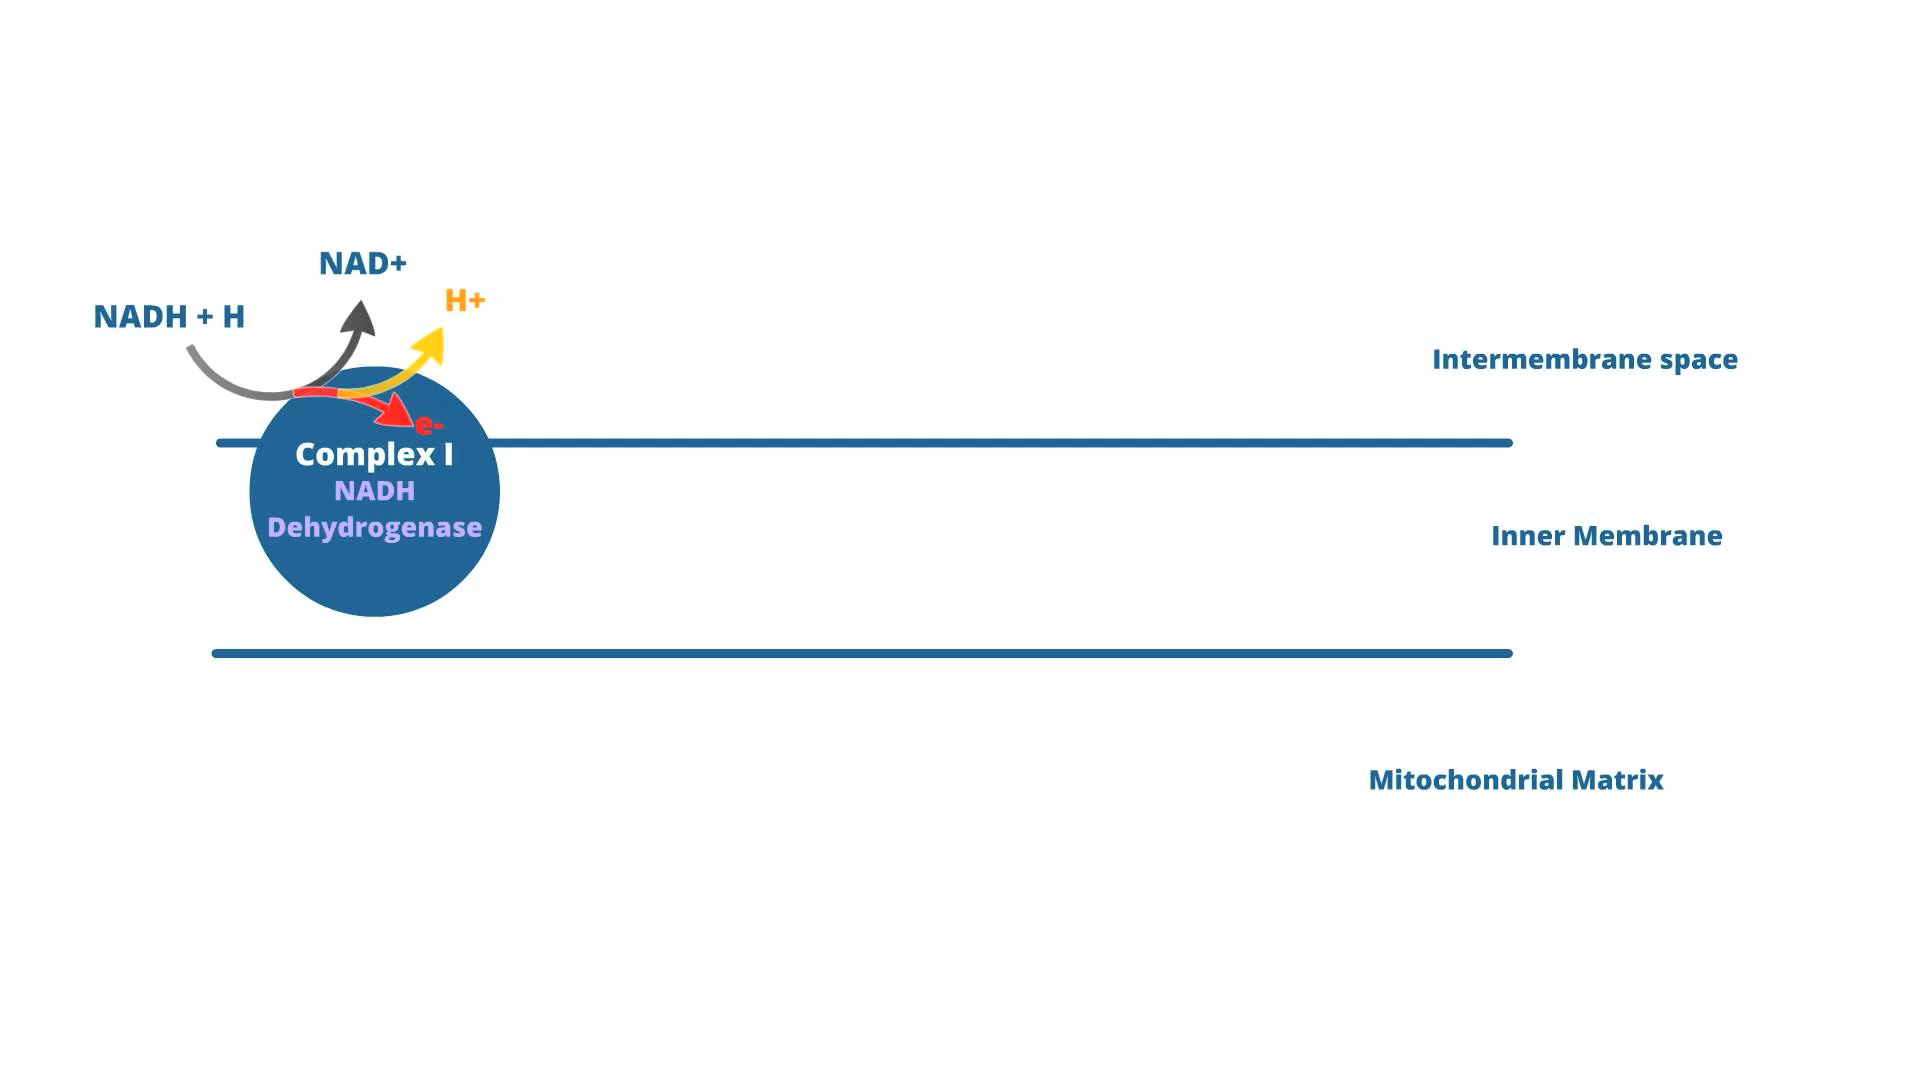 NAD+
H+
NADH + H
Intermembrane space
e-
Complex I
NADH
Dehydrogenase
Inner Membrane
Mitochondrial Matrix